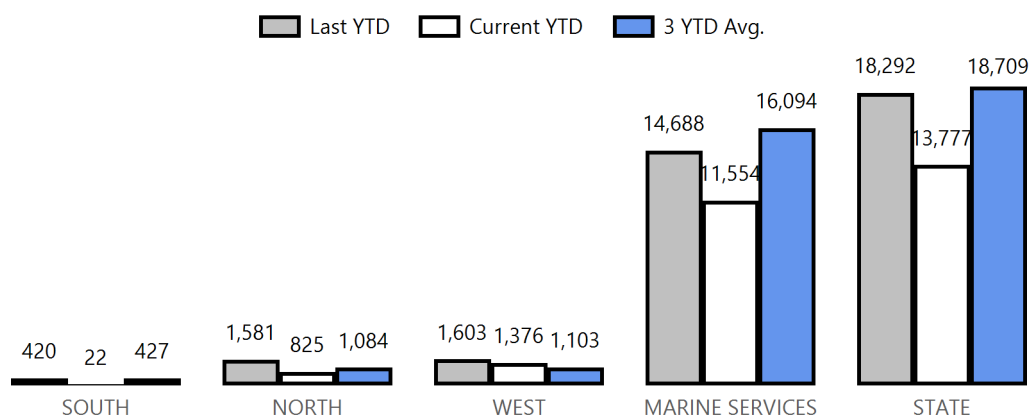 Last YTD Current YTD 3 YTD Avg.
420 22 427
1,581 825 1,084
1,603 1,376 1,103
14,688 11,554 16,094
18,292 13,777 18,709
SOUTH NORTH WEST MARINE SERVICES STATE